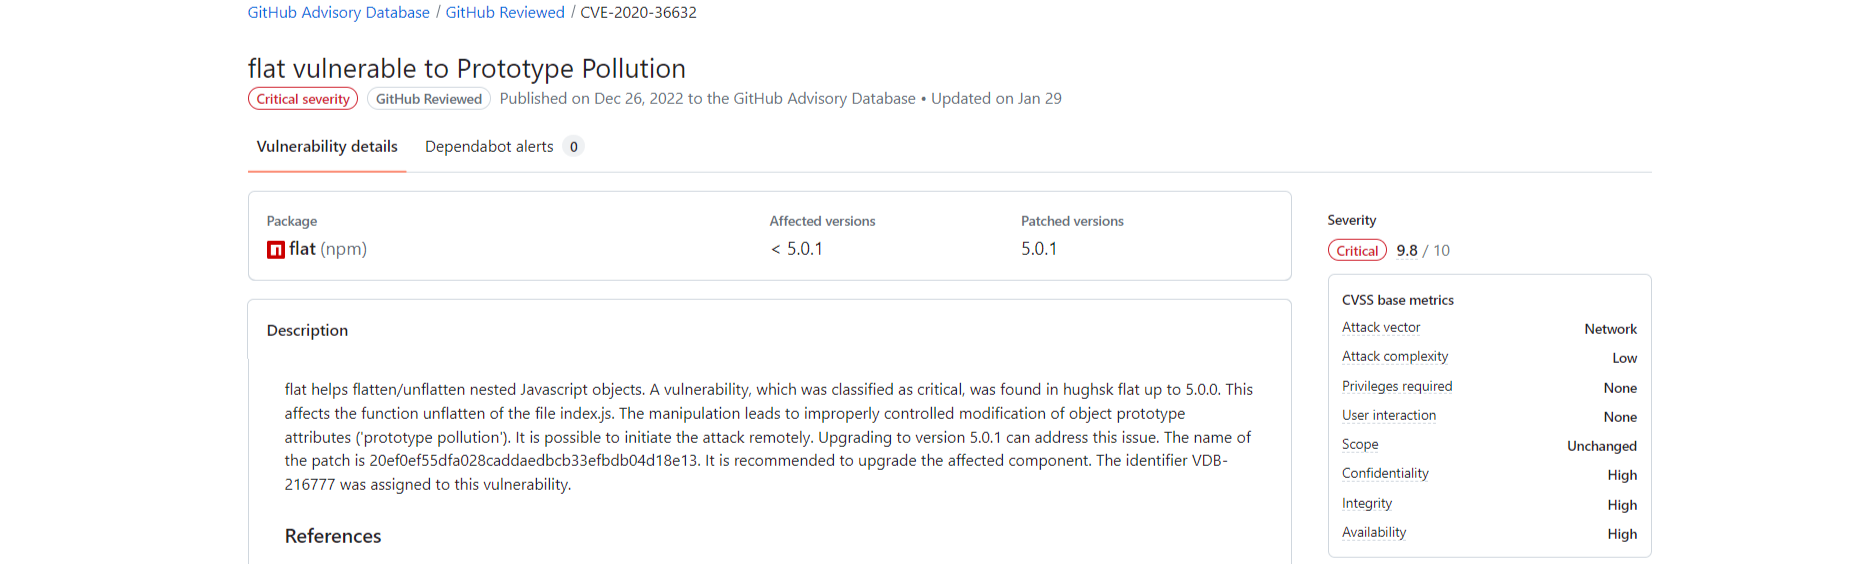 GitHub Advisory Database / GitHub Reviewed / CVE-2020-36632
flat vulnerable to Prototype Pollution
Critical severity GitHub Reviewed Published on Dec 26, 2022 to the GitHub Advisory Database • Updated on Jan 29
Vulnerability details Dependabot alerts 0
Package Affected versions Patched versions
flat (npm) < 5.0.1 5.0.1
Description
flat helps flatten/unflatten nested Javascript objects. A vulnerability, which was classified as critical, was found in hughsk flat up to 5.0.0. This
affects the function unflatten of the file index.js. The manipulation leads to improperly controlled modification of object prototype
attributes ('prototype pollution'). It is possible to initiate the attack remotely. Upgrading to version 5.0.1 can address this issue. The name of
the patch is 20ef0ef55dfa028caddaedbcb33efbdb04d18e13. It is recommended to upgrade the affected component. The identifier VDB-
216777 was assigned to this vulnerability.
References
Severity
Critical 9.8 / 10
CVSS base metrics
Attack vector Network
Attack complexity Low
Privileges required None
User interaction None
Scope Unchanged
Confidentiality High
Integrity High
Availability High